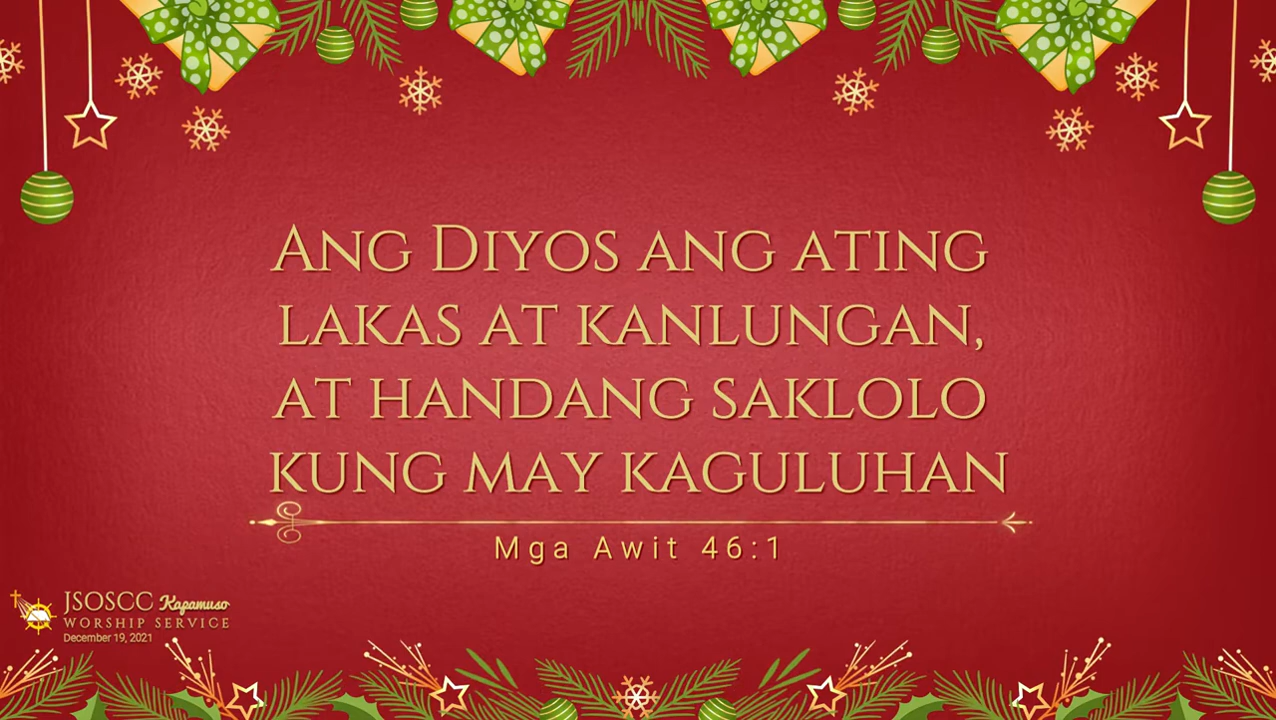 Ang Diyos ang ating
lakas at kanlungan,
at handang saklolo
kung may kaguluhan
Mga Awit 46:1
JSOSCC Kapamuso
WORSHIP SERVICE
December 19, 2021